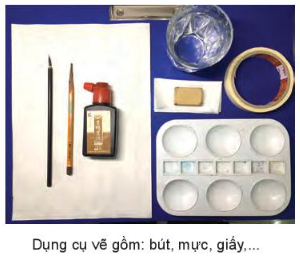 Dụng cụ vẽ gồm: bút, mực, giấy,...